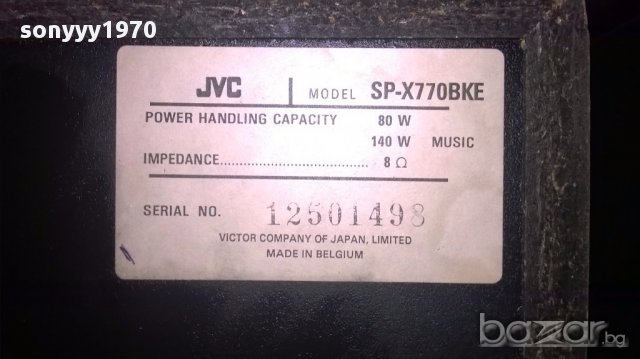 sonyyy1970
JVC MODEL SP-X770BKE
POWER HANDLING CAPACITY 80 W
140 W MUSIC
IMPEDANCE..................................... 8 Ω
SERIAL NO. 12501498
VICTOR COMPANY OF JAPAN, LIMITED
MADE IN BELGIUM
bazar.bg